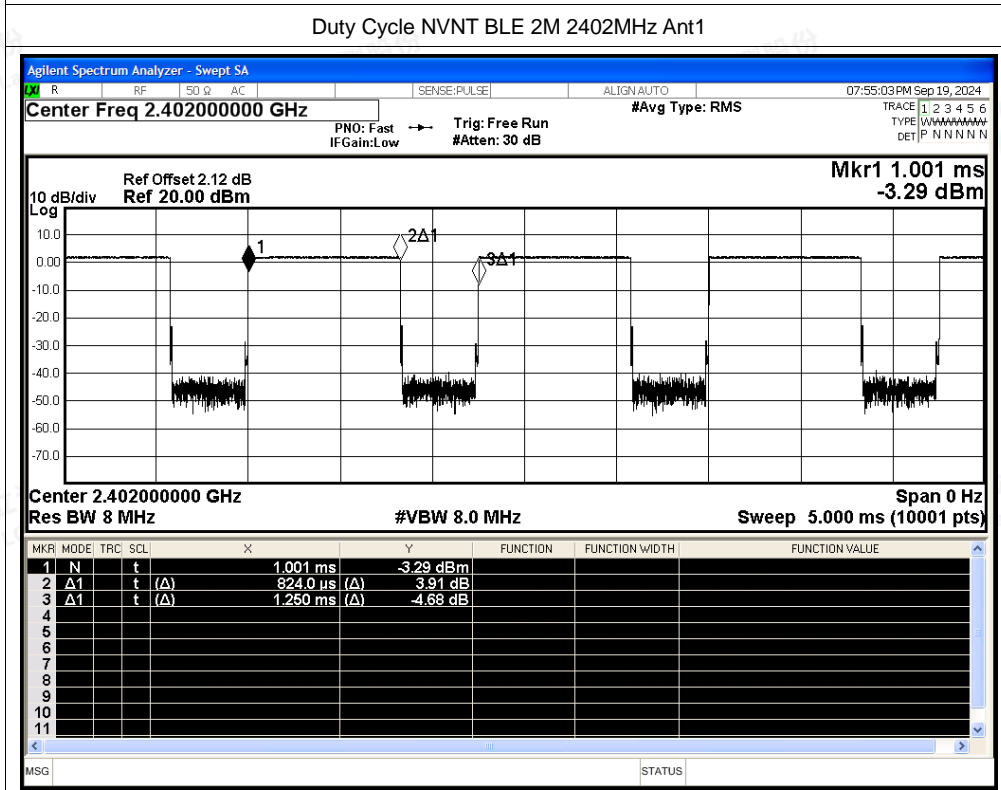 Duty Cycle NVNT BLE 2M 2402MHz Ant1
Agilent Spectrum Analyzer - Swept SA
LXI R RF 50 Ω AC SENSE:PULSE ALIGN AUTO 07:55:03 PM Sep 19, 2024
Center Freq 2.402000000 GHz #Avg Type: RMS TRACE 1 2 3 4 5 6
PNO: Fast Trig: Free Run TYPE WWWWWW
IFGain:Low #Atten: 30 dB DET P N N N N N
Mkr1 1.001 ms
Ref Offset 2.12 dB -3.29 dBm
10 dB/div Ref 20.00 dBm
Log
10.0
1 2Δ1
0.00 3Δ1
-10.0
-20.0
-30.0
-40.0
-50.0
-60.0
-70.0
Center 2.402000000 GHz Span 0 Hz
Res BW 8 MHz #VBW 8.0 MHz Sweep 5.000 ms (10001 pts)
MKR MODE TRC SCL X Y FUNCTION FUNCTION WIDTH FUNCTION VALUE
1 N t 1.001 ms -3.29 dBm
2 Δ1 t (Δ) 824.0 µs (Δ) 3.91 dB
3 Δ1 t (Δ) 1.250 ms (Δ) -4.68 dB
4
5
6
7
8
9
10
11
MSG STATUS